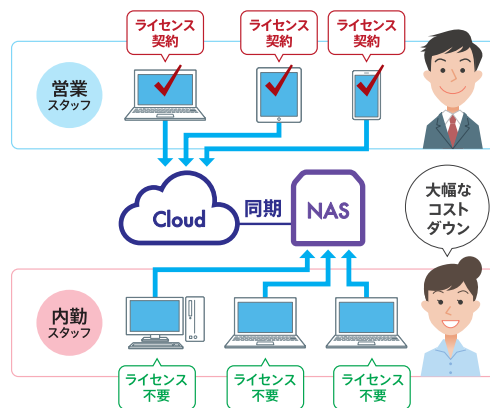 ライセンス
契約
ライセンス
契約
ライセンス
契約
営業
スタッフ
Cloud
同期
NAS
大幅な
コスト
ダウン
内勤
スタッフ
ライセンス
不要
ライセンス
不要
ライセンス
不要